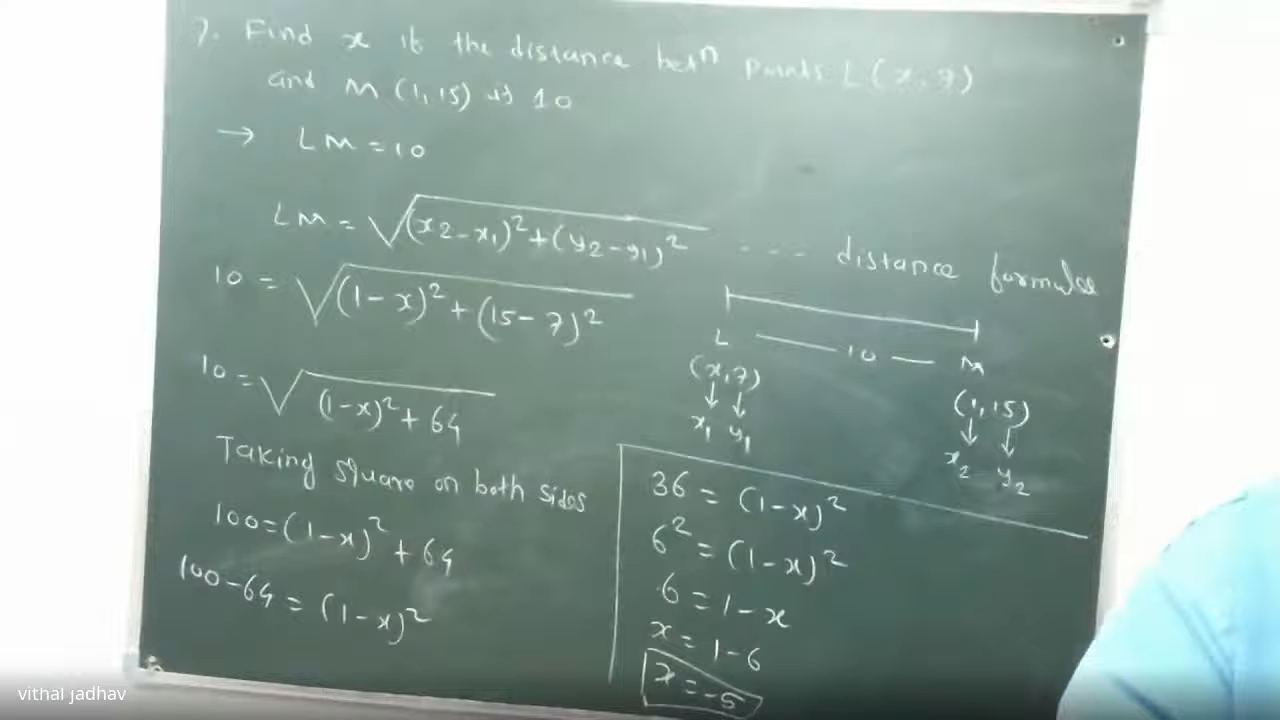 7. Find x if the distance betn points L(x, 7)
and M (1, 15) is 10
→ LM = 10
LM = √(x2-x1)²+(y2-y1)² - - - - distance formulae
10 = √(1-x)²+(15-7)²
10 = √(1-x)²+64
Taking square on both sides
100=(1-x)²+64
100-64 = (1-x)²
L — 10 — M
(x,7) (1,15)
↓ ↓ ↓ ↓
x1 y1 x2 y2
36 = (1-x)²
6² = (1-x)²
6 = 1-x
x = 1-6
x = -5
vithal jadhav